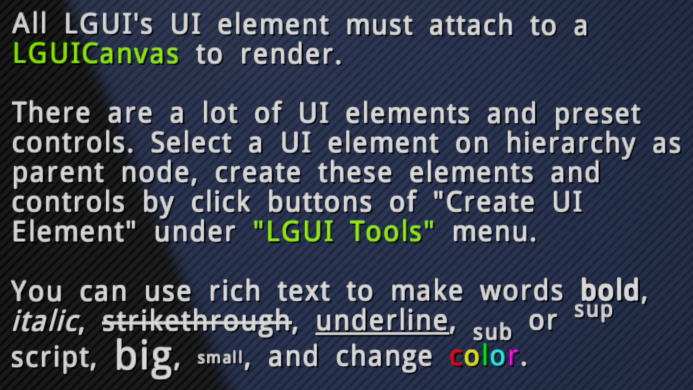 All LGUI's UI element must attach to a
LGUICanvas to render.
There are a lot of UI elements and preset
controls. Select a UI element on hierarchy as
parent node, create these elements and
controls by click buttons of "Create UI
Element" under "LGUI Tools" menu.
You can use rich text to make words bold,
italic, strikethrough, underline, sub or sup
script, big, small, and change color.